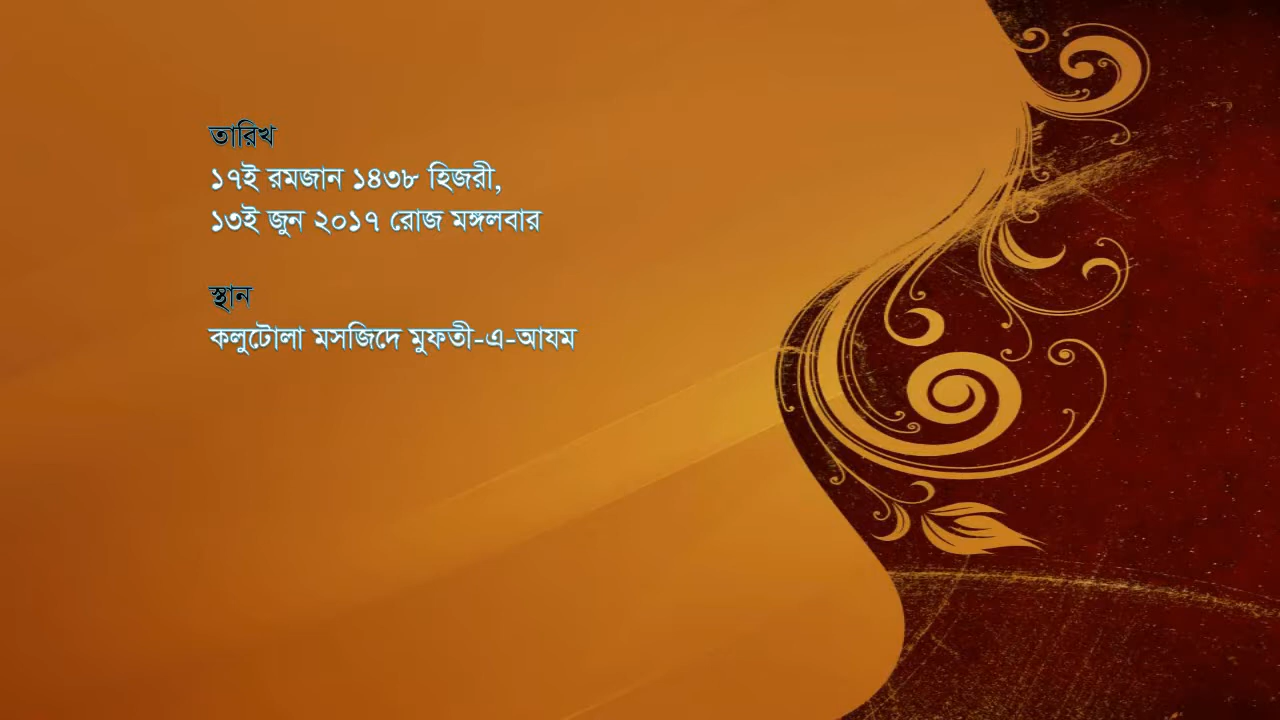 তারিখ
১৭ই রমজান ১৪৩৮ হিজরী,
১৩ই জুন ২০১৭ রোজ মঙ্গলবার
স্থান
কলুটোলা মসজিদে মুফতী-এ-আযম